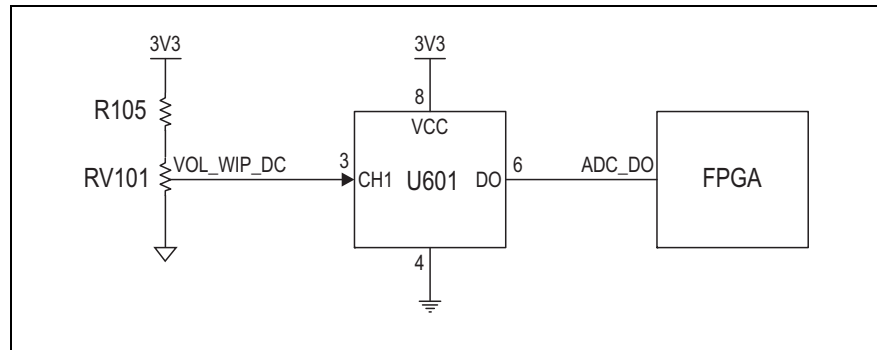 3V3
3V3
R105
8
VCC
RV101
VOL_WIP_DC
3
CH1
U601
DO
6
ADC_DO
FPGA
4